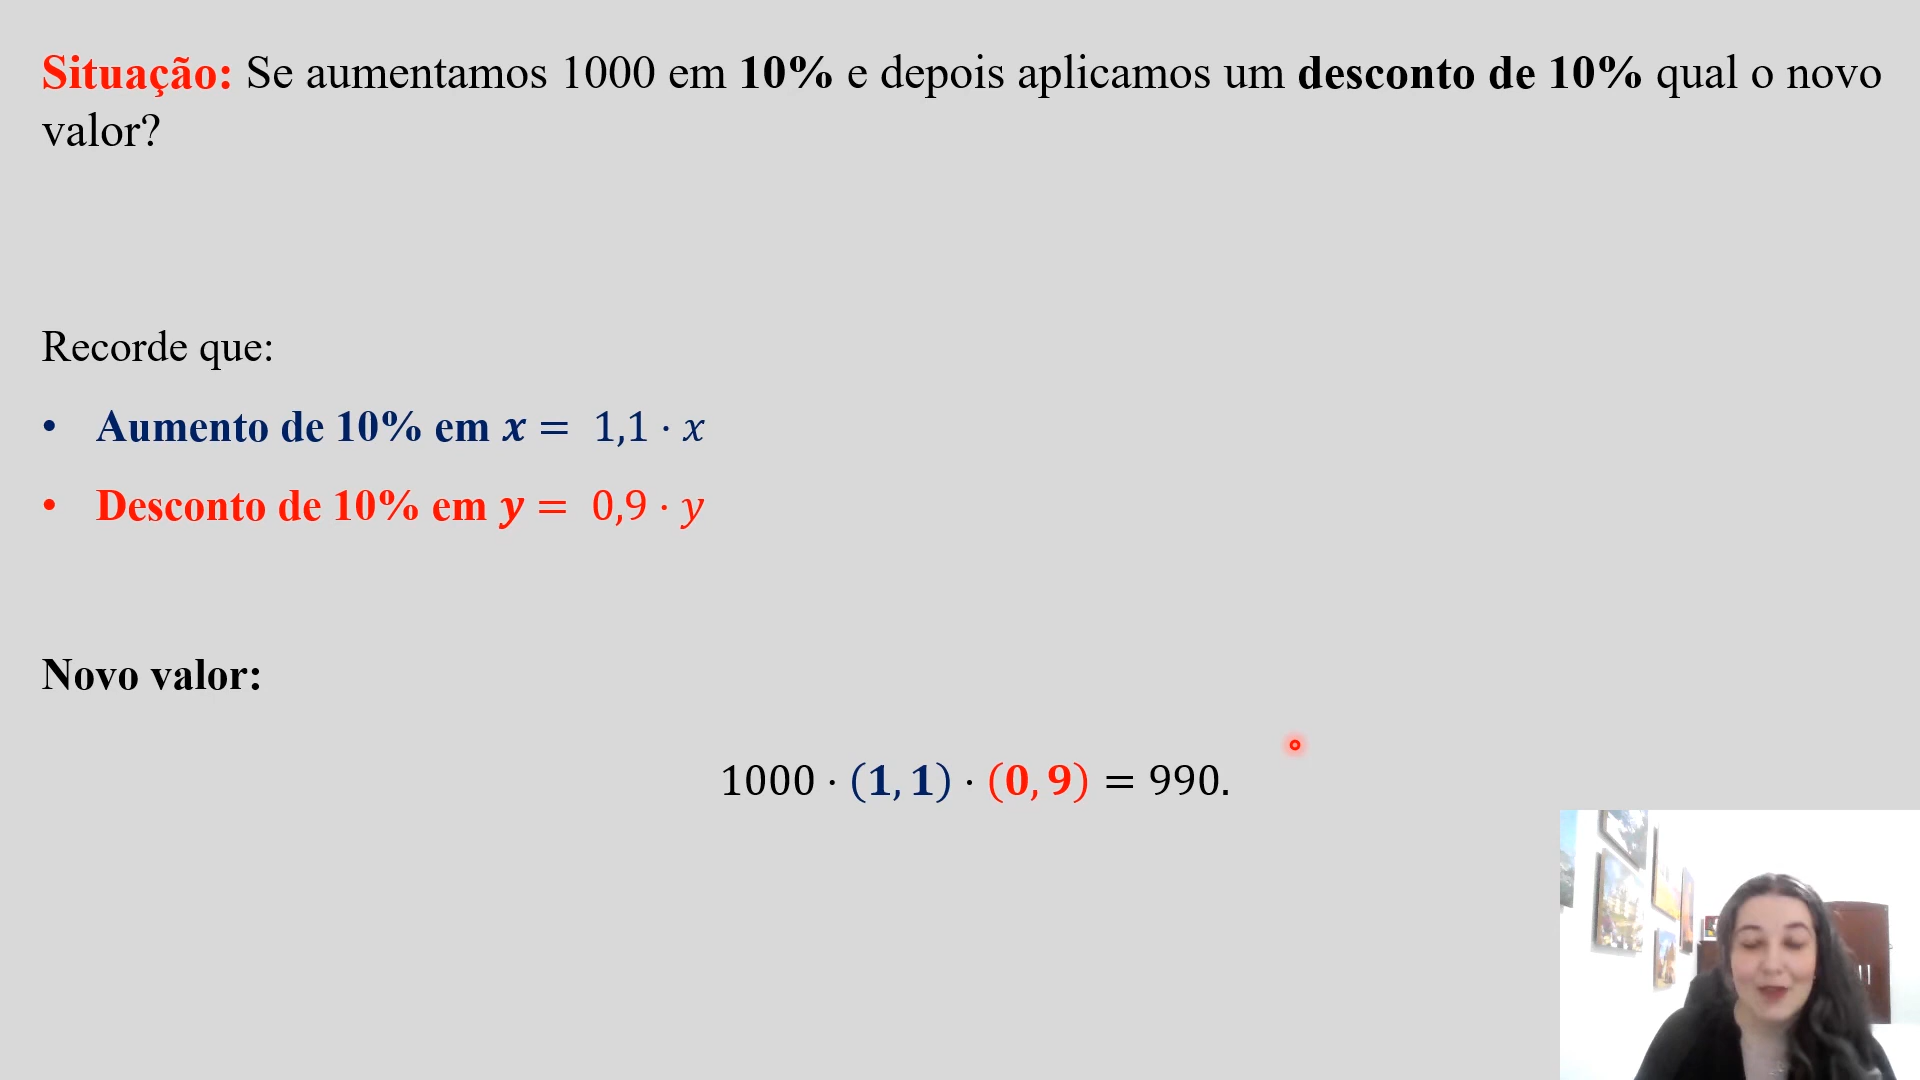 Situação: Se aumentamos 1000 em 10% e depois aplicamos um desconto de 10% qual o novo
valor?
Recorde que:
• Aumento de 10% em x = 1,1 · x
• Desconto de 10% em y = 0,9 · y
Novo valor:
1000 · (1,1) · (0,9) = 990.